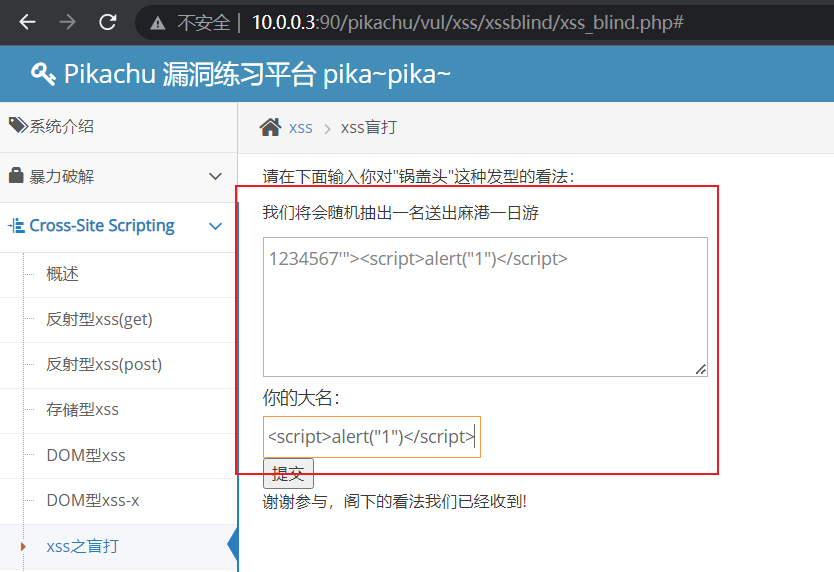 不安全 | 10.0.0.3:90/pikachu/vul/xss/xssblind/xss_blind.php#
Pikachu 漏洞练习平台 pika~pika~
系统介绍
暴力破解
Cross-Site Scripting
概述
反射型xss(get)
反射型xss(post)
存储型xss
DOM型xss
DOM型xss-x
xss之盲打
xss > xss盲打
请在下面输入你对"锅盖头"这种发型的看法：
我们将会随机抽出一名送出麻港一日游
1234567'"><script>alert("1")</script>
你的大名：
<script>alert("1")</script>
提交
谢谢参与，阁下的看法我们已经收到!